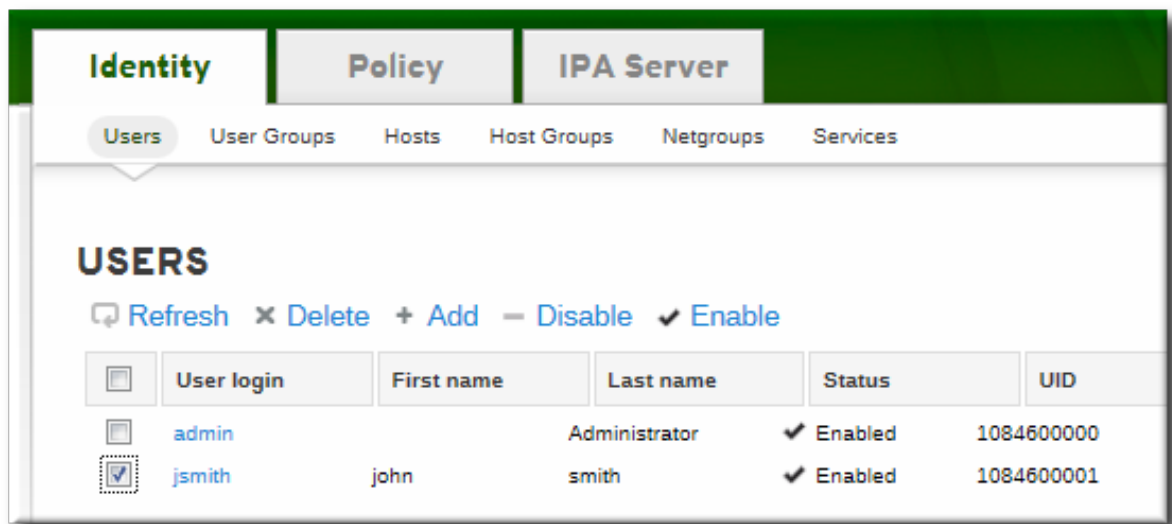 Identity Policy IPA Server
Users User Groups Hosts Host Groups Netgroups Services
USERS
Refresh Delete Add Disable Enable
User login First name Last name Status UID
admin Administrator Enabled 1084600000
jsmith john smith Enabled 1084600001